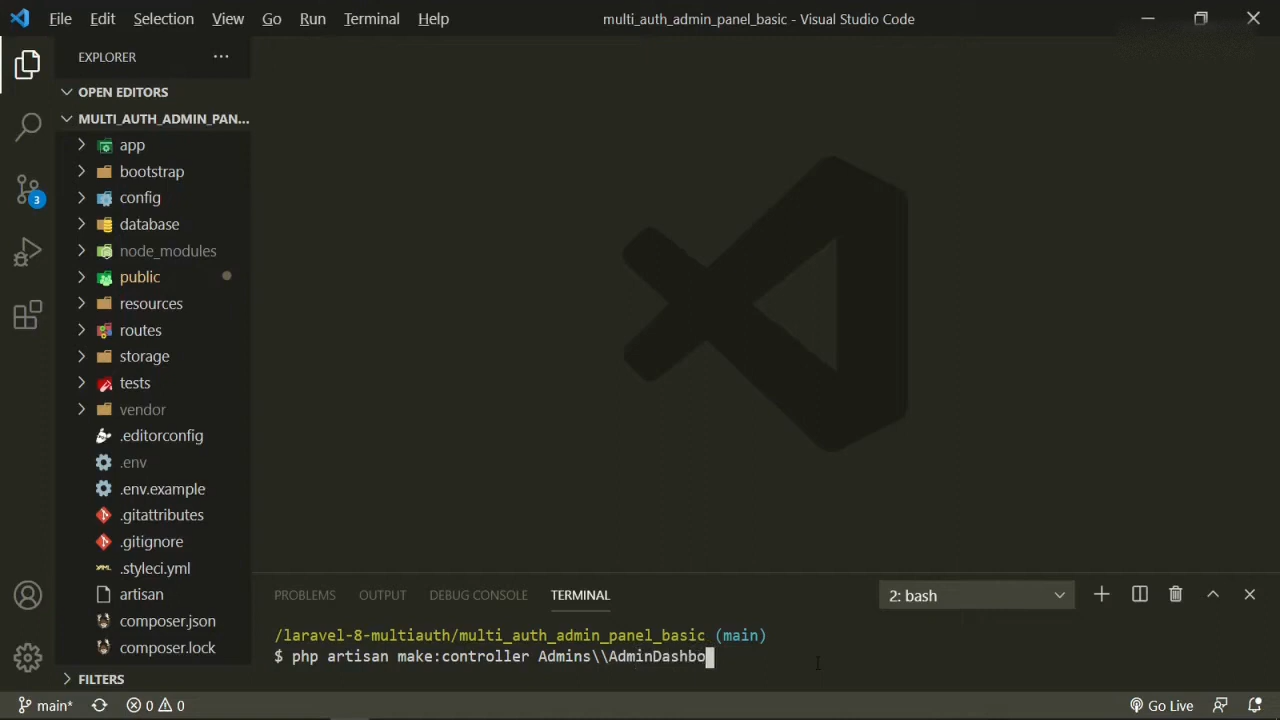 File Edit Selection View Go Run Terminal Help multi_auth_admin_panel_basic - Visual Studio Code
EXPLORER
OPEN EDITORS
MULTI_AUTH_ADMIN_PAN...
app
bootstrap
config
database
node_modules
public
resources
routes
storage
tests
vendor
.editorconfig
.env
.env.example
.gitattributes
.gitignore
.styleci.yml
artisan
composer.json
composer.lock
FILTERS
3
PROBLEMS OUTPUT DEBUG CONSOLE TERMINAL 2: bash
/laravel-8-multiauth/multi_auth_admin_panel_basic (main)
$ php artisan make:controller Admins\\AdminDashbo
main* 0 0 Go Live